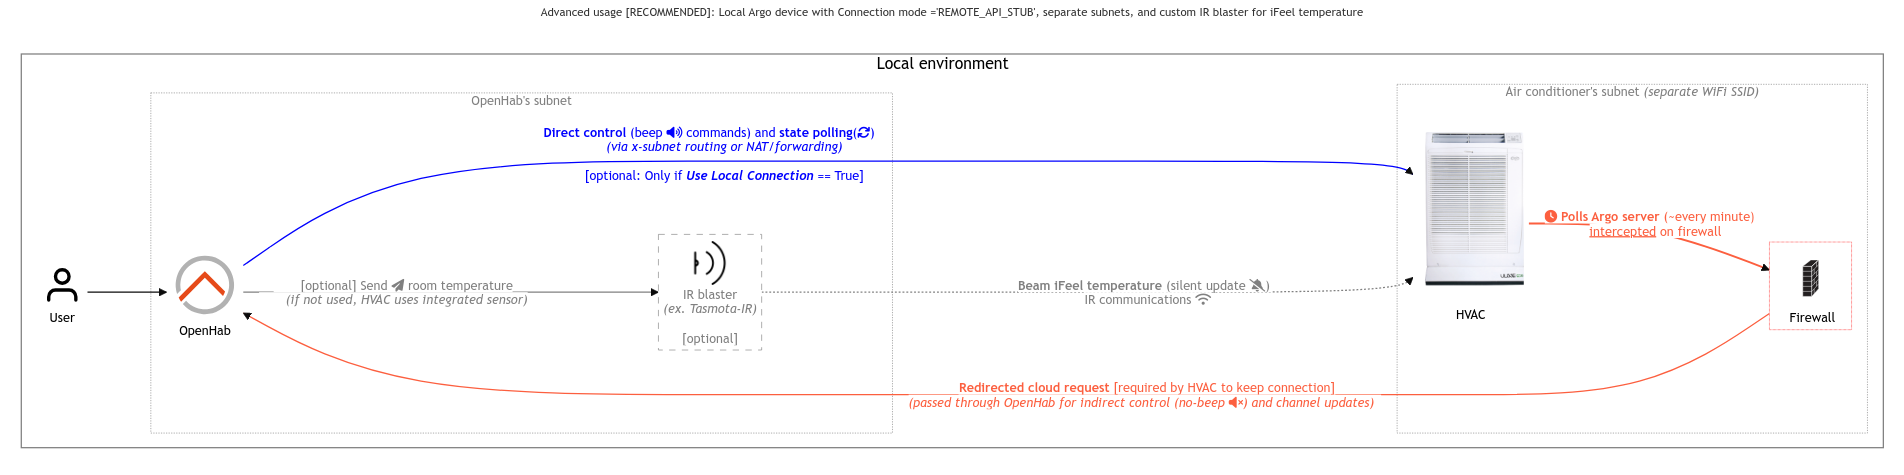 Advanced usage [RECOMMENDED]: Local Argo device with Connection mode ='REMOTE_API_STUB', separate subnets, and custom IR blaster for iFeel temperature
Local environment
OpenHab's subnet
Air conditioner's subnet (separate WiFi SSID)
Direct control (beep commands) and state polling( )
(via x-subnet routing or NAT/forwarding)
[optional: Only if Use Local Connection == True]
Polls Argo server (~every minute)
intercepted on firewall
[optional] Send room temperature
(if not used, HVAC uses integrated sensor)
IR blaster
(ex. Tasmota-IR)
[optional]
Beam iFeel temperature (silent update )
IR communications
User
OpenHab
HVAC
Firewall
Redirected cloud request [required by HVAC to keep connection]
(passed through OpenHab for indirect control (no-beep ) and channel updates)